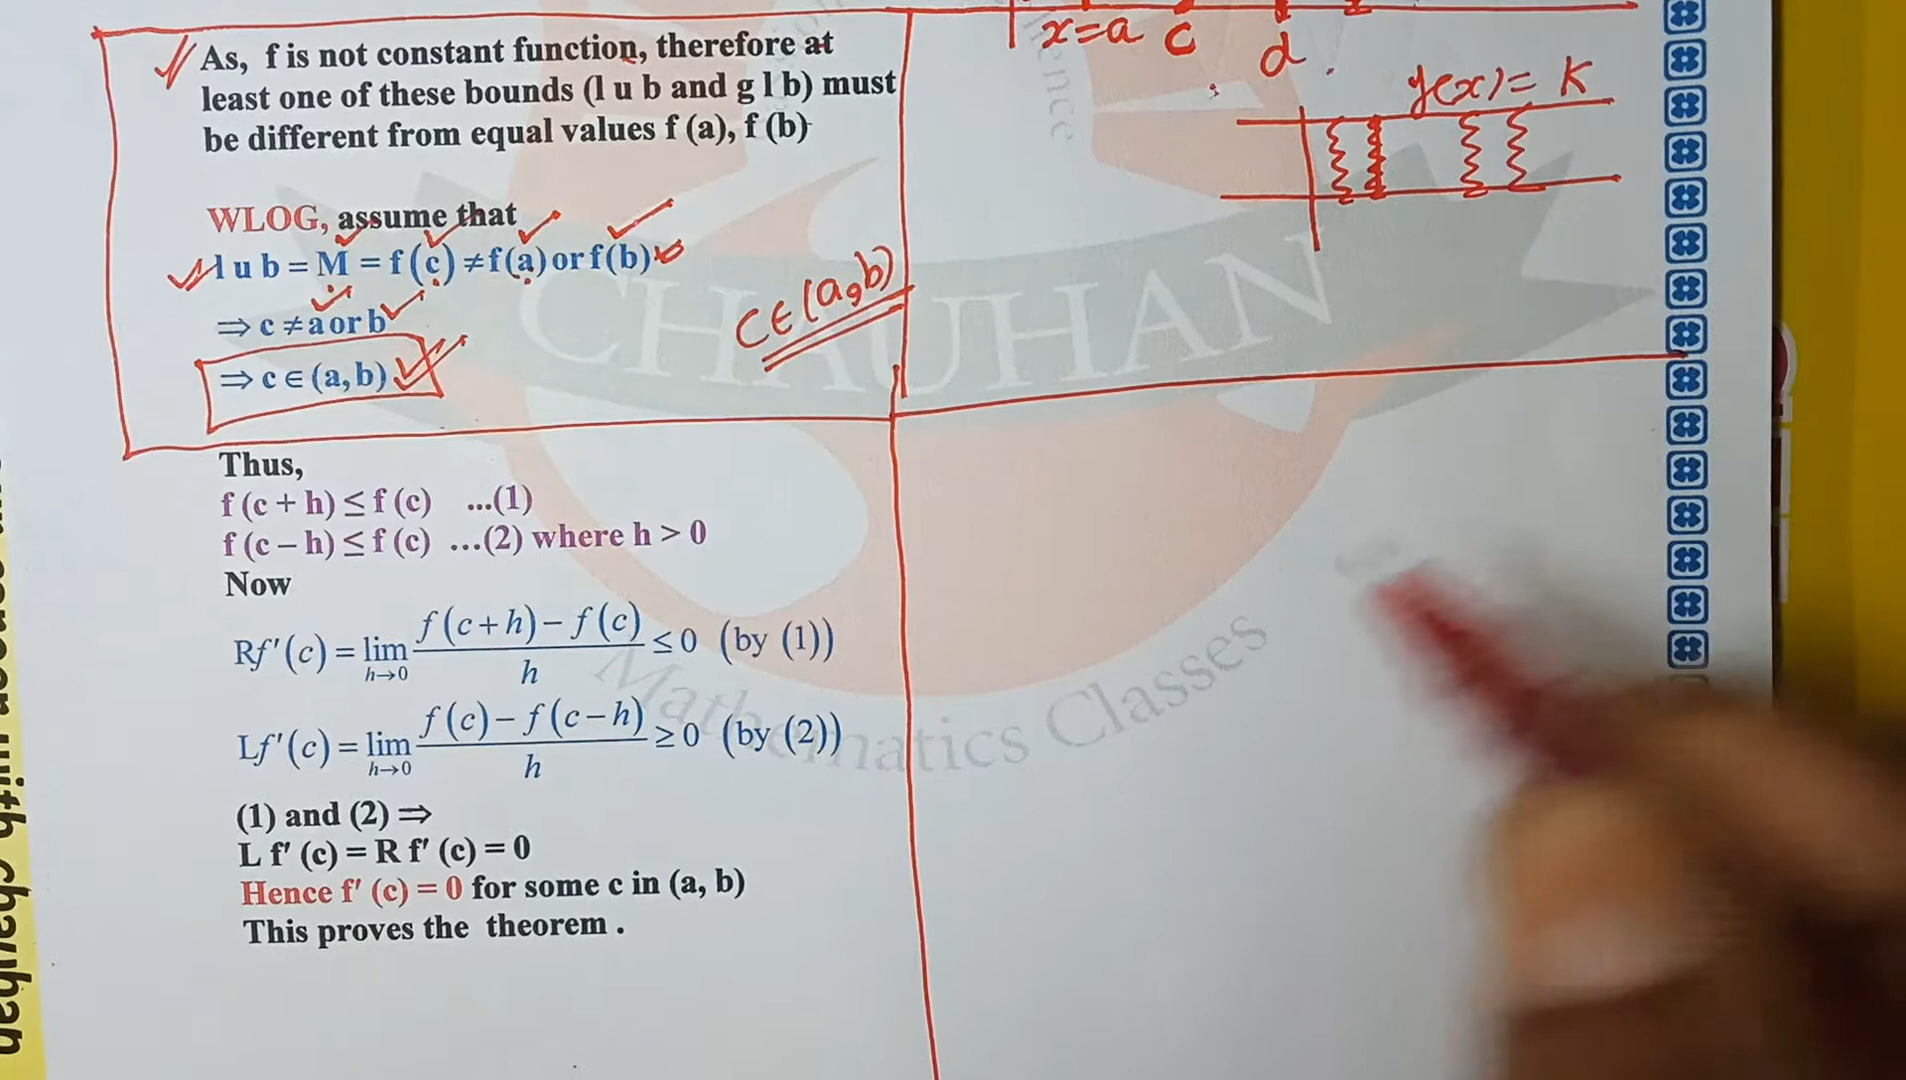 As, f is not constant function, therefore at
least one of these bounds (l u b and g l b) must
be different from equal values f (a), f (b)
WLOG, assume that
l u b = M = f(c) ≠ f(a) or f(b)
⇒ c ≠ a or b
⇒ c ∈ (a, b)
C ∈ (a, b)
x=a c
d
f(x) = K
Thus,
f (c + h) ≤ f (c) ...(1)
f (c – h) ≤ f (c) ...(2) where h > 0
Now
Rf'(c) = lim h→0 f(c+h) – f(c) / h ≤ 0 (by (1))
Lf'(c) = lim h→0 f(c) – f(c–h) / h ≥ 0 (by (2))
(1) and (2) ⇒
L f' (c) = R f' (c) = 0
Hence f' (c) = 0 for some c in (a, b)
This proves the theorem .
CHAUHAN
Mathematics Classes
with chauhan